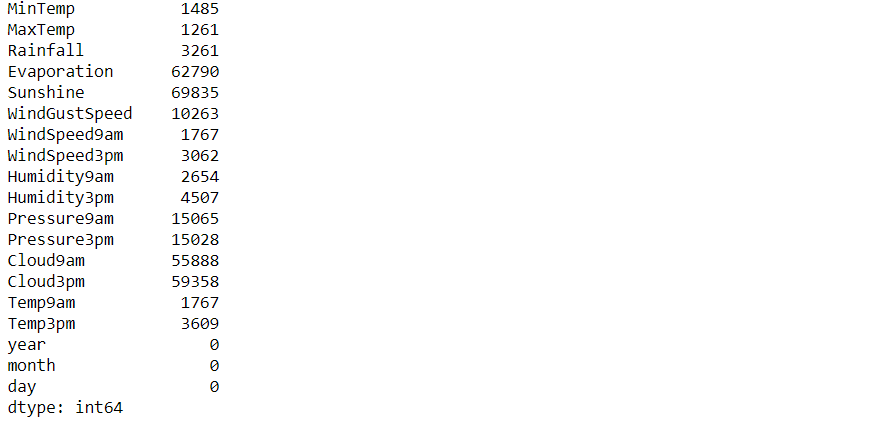 MinTemp 1485
MaxTemp 1261
Rainfall 3261
Evaporation 62790
Sunshine 69835
WindGustSpeed 10263
WindSpeed9am 1767
WindSpeed3pm 3062
Humidity9am 2654
Humidity3pm 4507
Pressure9am 15065
Pressure3pm 15028
Cloud9am 55888
Cloud3pm 59358
Temp9am 1767
Temp3pm 3609
year 0
month 0
day 0
dtype: int64